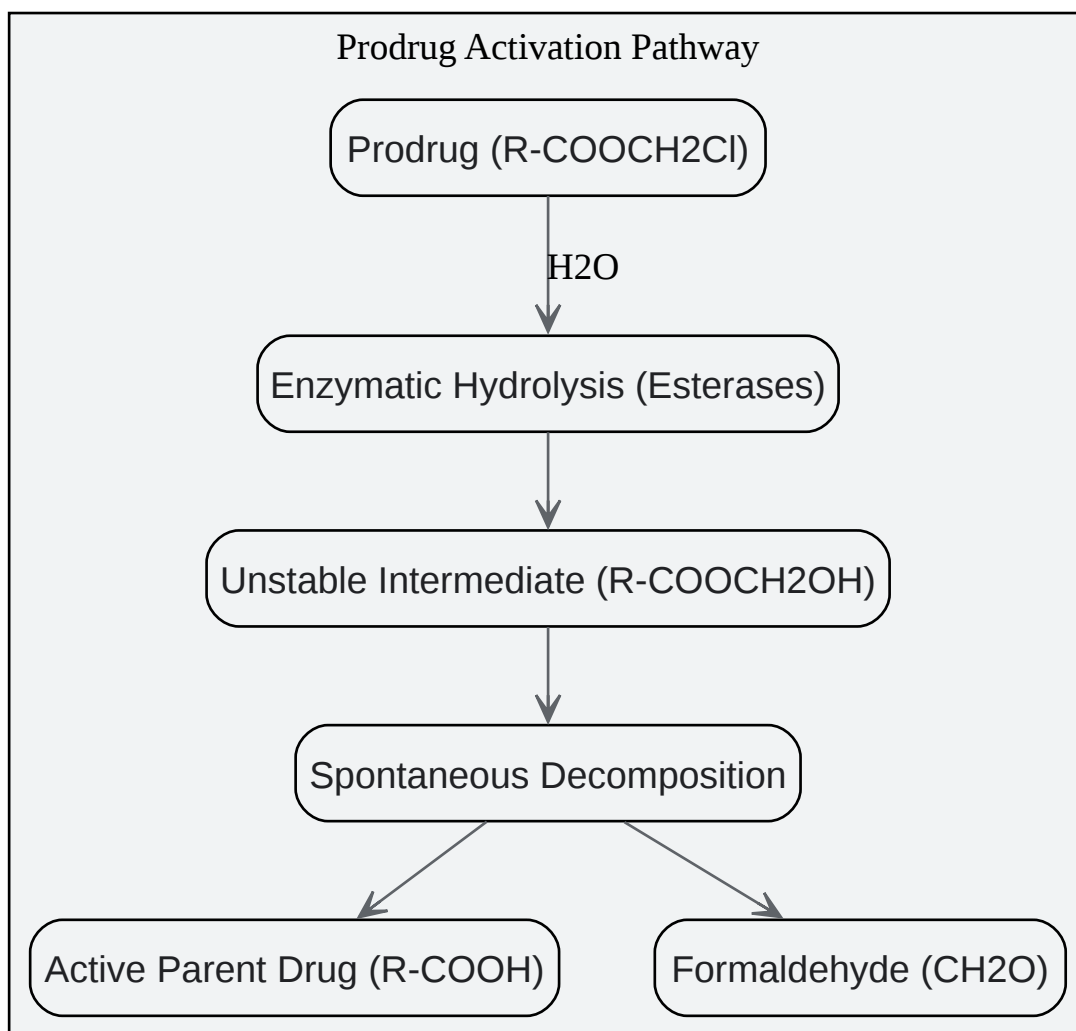 Prodrug Activation Pathway
Prodrug (R-COOCH2Cl)
H2O
Enzymatic Hydrolysis (Esterases)
Unstable Intermediate (R-COOCH2OH)
Spontaneous Decomposition
Active Parent Drug (R-COOH)
Formaldehyde (CH2O)